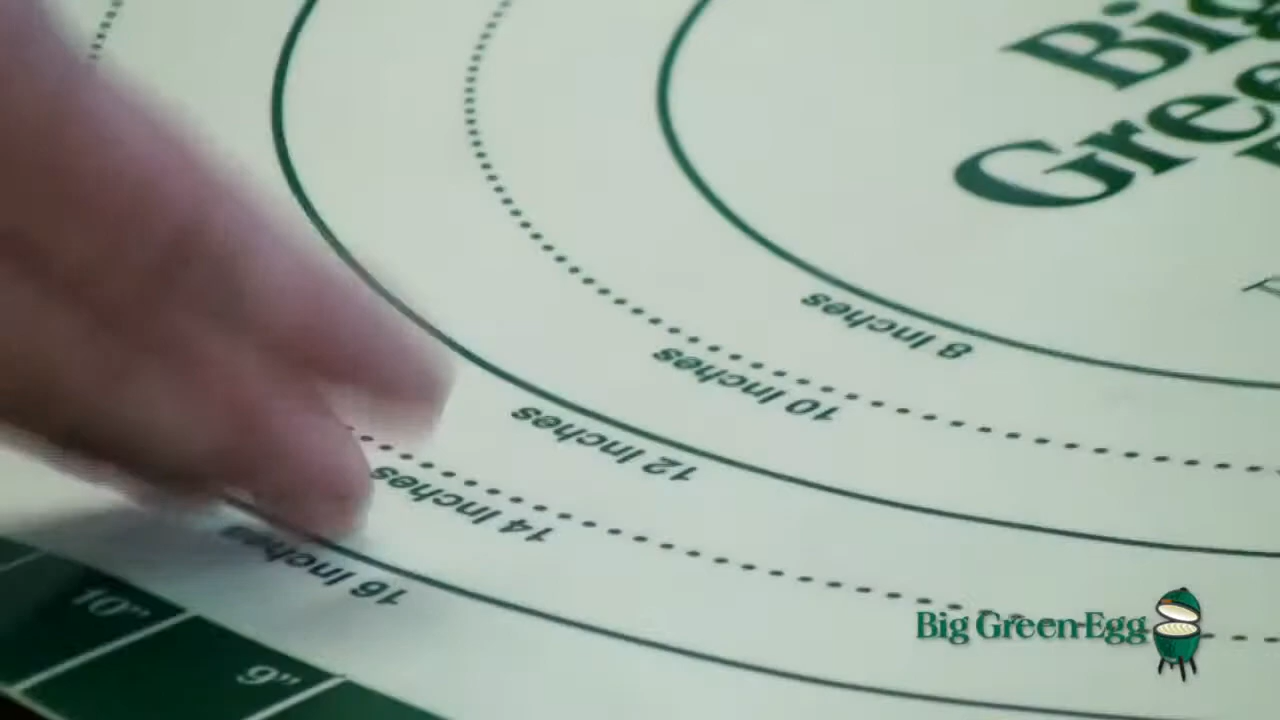 Big
Gree
8 Inches
10 Inches
12 Inches
14 Inches
16 Inches
10"
9"
Big Green Egg